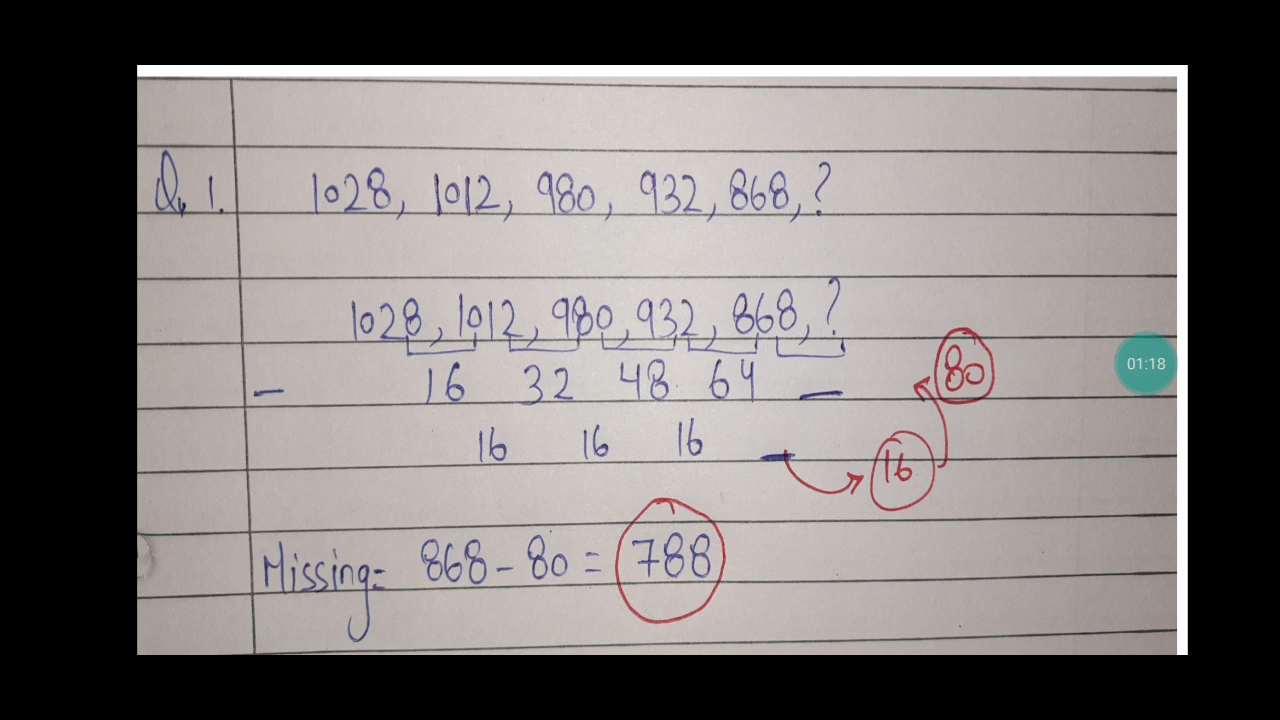 Q. 1. 1028, 1012, 980, 932, 868, ?
1028, 1012, 980, 932, 868, ?
– 16 32 48 64 — 80
16 16 16 — 16
Missing = 868 - 80 = 788
01:18